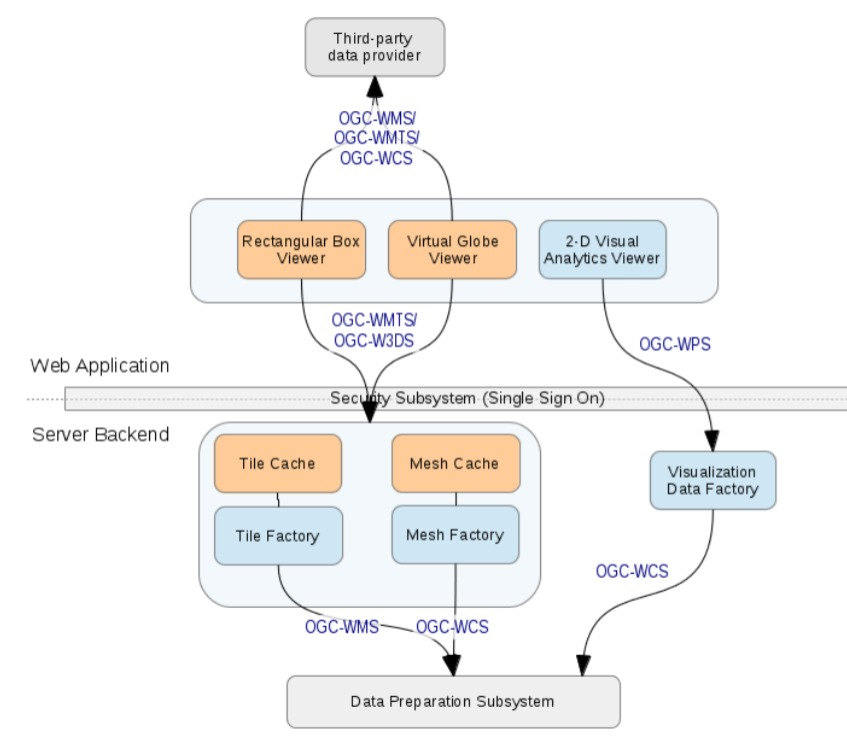 Third-party
data provider
OGC-WMS/
OGC-WMTS/
OGC-WCS
Rectangular Box
Viewer
Virtual Globe
Viewer
2-D Visual
Analytics Viewer
OGC-WMTS/
OGC-W3DS
OGC-WPS
Web Application
Security Subsystem (Single Sign On)
Server Backend
Tile Cache
Mesh Cache
Visualization
Data Factory
Tile Factory
Mesh Factory
OGC-WCS
OGC-WMS
OGC-WCS
Data Preparation Subsystem